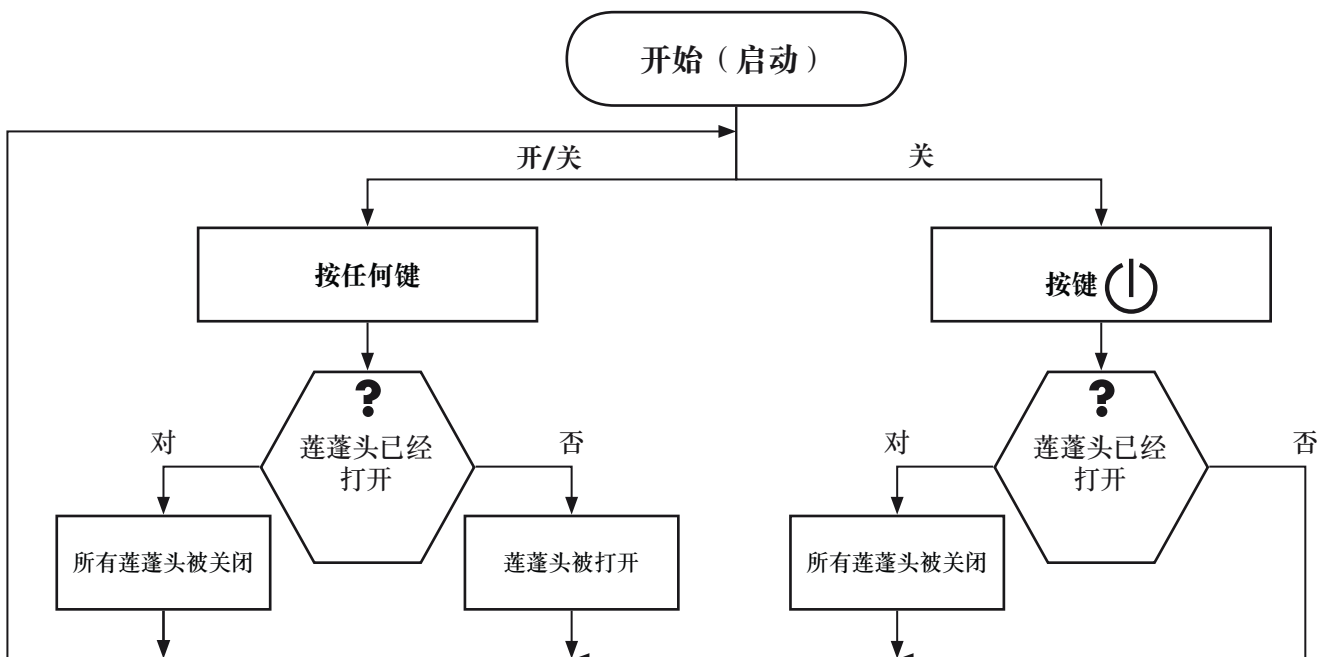 开始（启动）
开/关
关
按任何键
按键
?
莲蓬头已经
打开
对
否
所有莲蓬头被关闭
莲蓬头被打开
?
莲蓬头已经
打开
对
否
所有莲蓬头被关闭